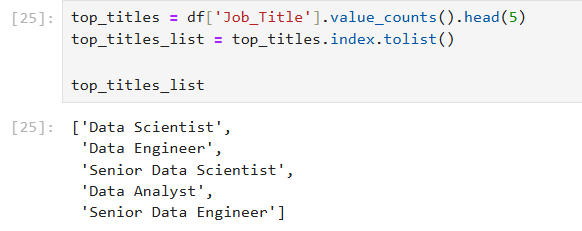 [25]: top_titles = df['Job_Title'].value_counts().head(5)
top_titles_list = top_titles.index.tolist()
top_titles_list
[25]: ['Data Scientist',
'Data Engineer',
'Senior Data Scientist',
'Data Analyst',
'Senior Data Engineer']